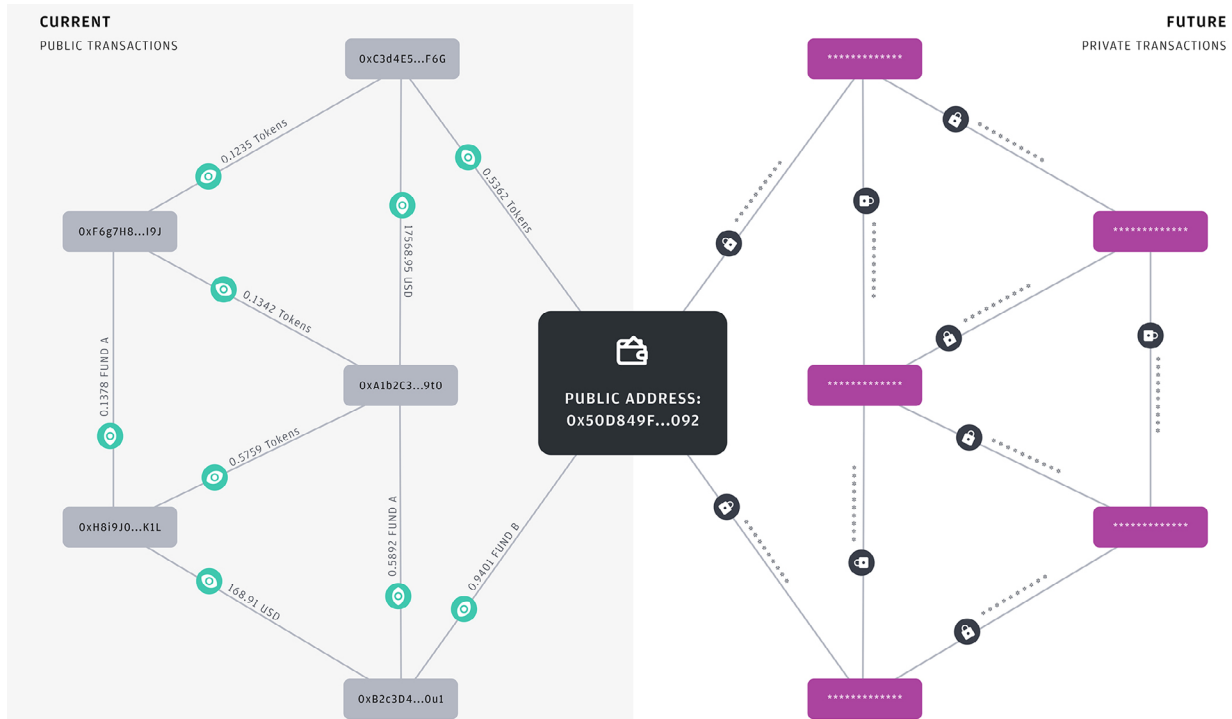 CURRENT
PUBLIC TRANSACTIONS
FUTURE
PRIVATE TRANSACTIONS
0xC3d4E5...F6G
*************
0.1235 Tokens
0.5362 Tokens
17568.95 USD
0xF6g7H8...I9J
*************
0.1342 Tokens
0.1378 FUND A
0xA1b2C3...9t0
PUBLIC ADDRESS:
0x50D849F...092
*************
0.5759 Tokens
0xH8i9J0...K1L
*************
0.5892 FUND A
0.9401 FUND B
168.91 USD
0xB2c3D4...0u1
*************